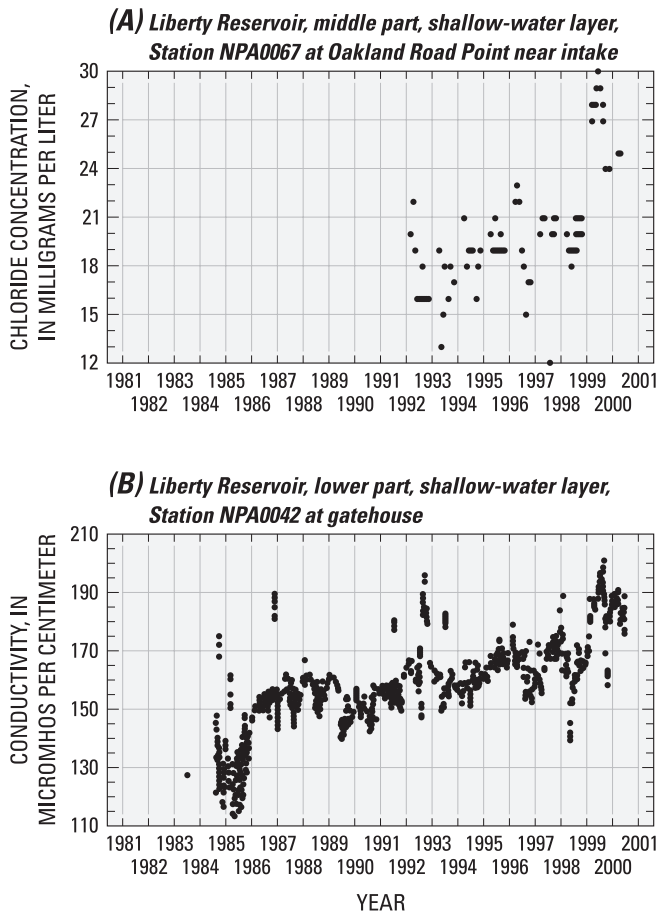 (A) Liberty Reservoir, middle part, shallow-water layer,
Station NPA0067 at Oakland Road Point near intake
CHLORIDE CONCENTRATION,
IN MILLIGRAMS PER LITER
30
27
24
21
18
15
12
1981 1983 1985 1987 1989 1991 1993 1995 1997 1999 2001
1982 1984 1986 1988 1990 1992 1994 1996 1998 2000
(B) Liberty Reservoir, lower part, shallow-water layer,
Station NPA0042 at gatehouse
CONDUCTIVITY, IN
MICROMHOS PER CENTIMETER
210
190
170
150
130
110
1981 1983 1985 1987 1989 1991 1993 1995 1997 1999 2001
1982 1984 1986 1988 1990 1992 1994 1996 1998 2000
YEAR